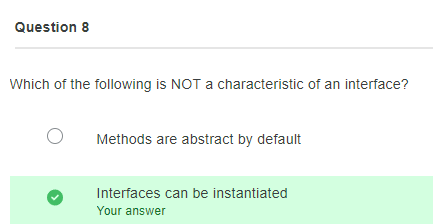 Question 8
Which of the following is NOT a characteristic of an interface?
Methods are abstract by default
Interfaces can be instantiated
Your answer